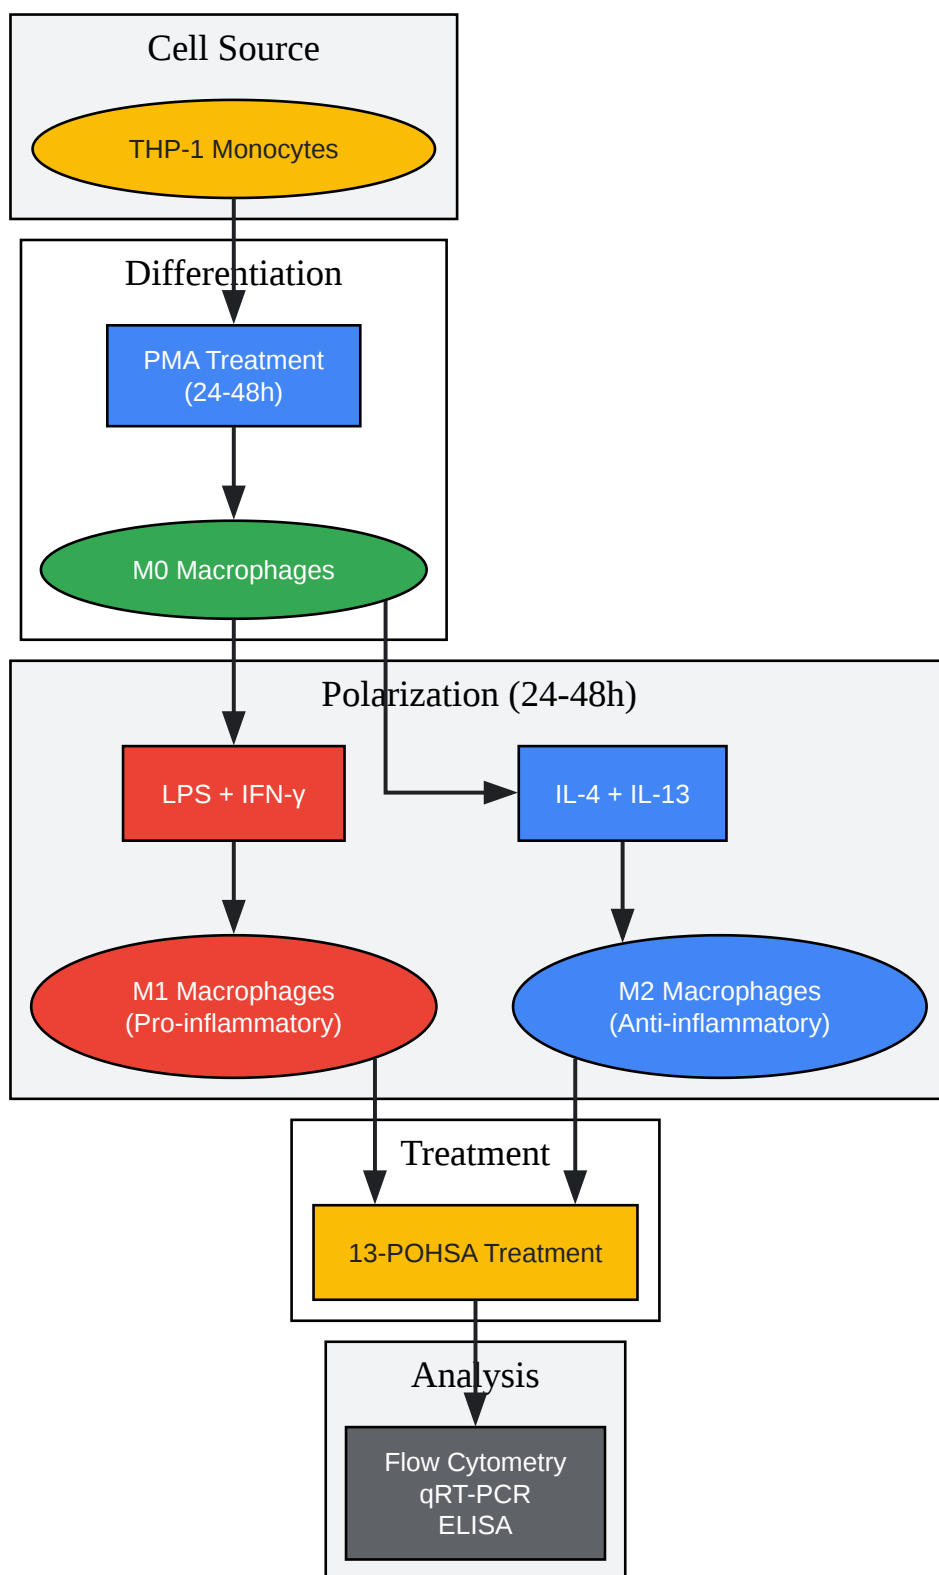 Cell Source
THP-1 Monocytes
Differentiation
PMA Treatment
(24-48h)
M0 Macrophages
Polarization (24-48h)
LPS + IFN-γ
IL-4 + IL-13
M1 Macrophages
(Pro-inflammatory)
M2 Macrophages
(Anti-inflammatory)
Treatment
13-POHSA Treatment
Analysis
Flow Cytometry
qRT-PCR
ELISA